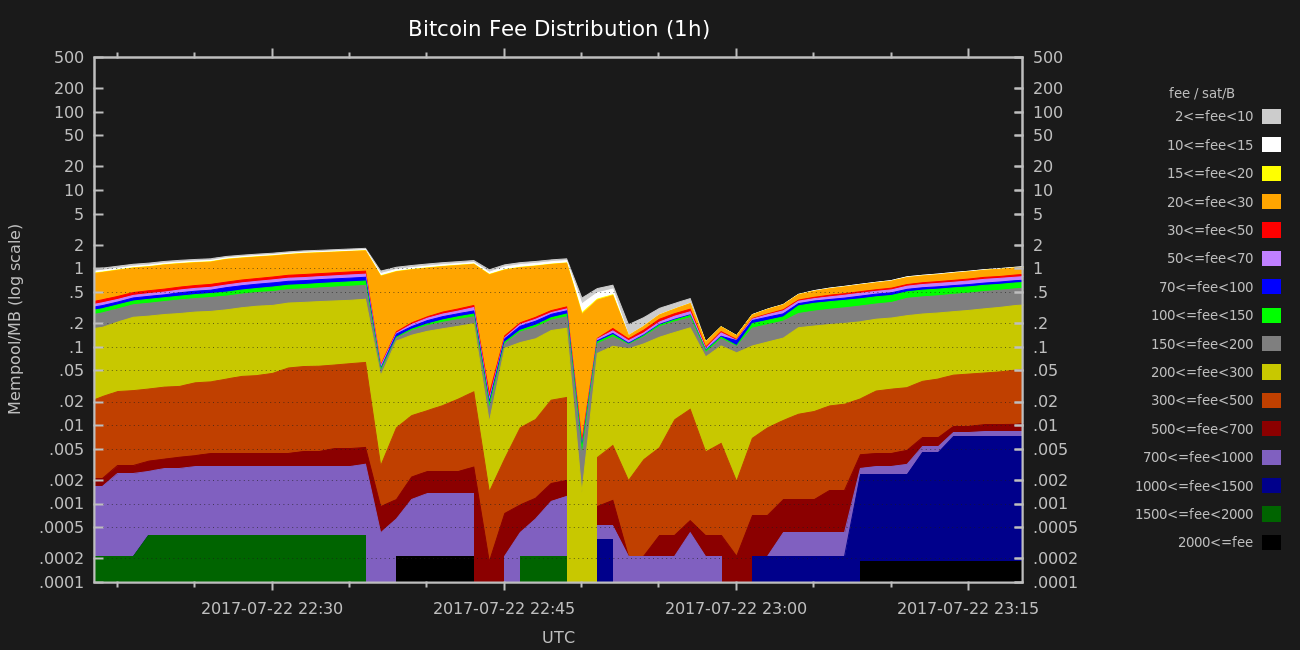 Bitcoin Fee Distribution (1h)
500 500
200 200
100 100
50 50
20 20
10 10
5 5
2 2
1 1
.5 .5
.2 .2
.1 .1
.05 .05
.02 .02
.01 .01
.005 .005
.002 .002
.001 .001
.0005 .0005
.0002 .0002
.0001 .0001
Mempool/MB (log scale)
2017-07-22 22:30 2017-07-22 22:45 2017-07-22 23:00 2017-07-22 23:15
UTC
fee / sat/B
2<=fee<10
10<=fee<15
15<=fee<20
20<=fee<30
30<=fee<50
50<=fee<70
70<=fee<100
100<=fee<150
150<=fee<200
200<=fee<300
300<=fee<500
500<=fee<700
700<=fee<1000
1000<=fee<1500
1500<=fee<2000
2000<=fee